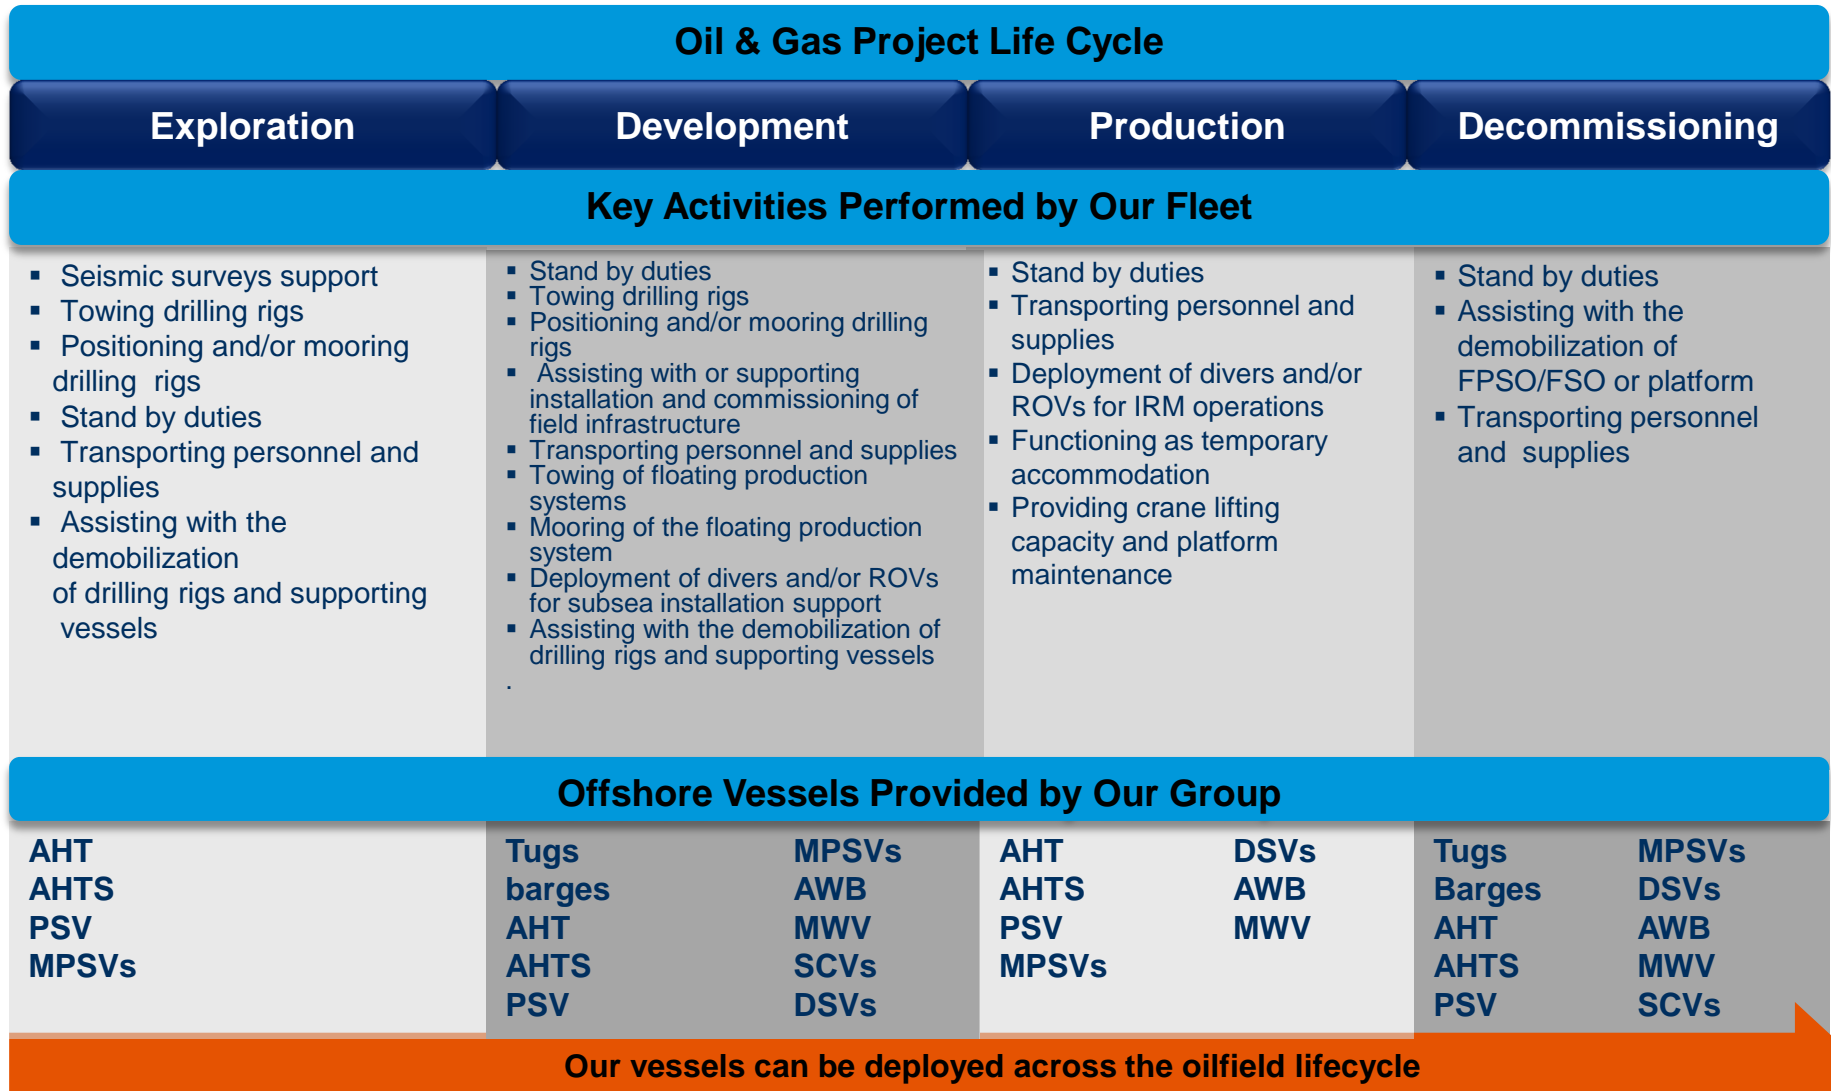 Oil & Gas Project Life Cycle
Exploration
Development
Production
Decommissioning
Key Activities Performed by Our Fleet
▪ Seismic surveys support
▪ Towing drilling rigs
▪ Positioning and/or mooring
drilling rigs
▪ Stand by duties
▪ Transporting personnel and
supplies
▪ Assisting with the
demobilization
of drilling rigs and supporting
vessels
▪ Stand by duties
▪ Towing drilling rigs
▪ Positioning and/or mooring drilling
rigs
▪ Assisting with or supporting
installation and commissioning of
field infrastructure
▪ Transporting personnel and supplies
▪ Towing of floating production
systems
▪ Mooring of the floating production
system
▪ Deployment of divers and/or ROVs
for subsea installation support
▪ Assisting with the demobilization of
drilling rigs and supporting vessels
.
▪ Stand by duties
▪ Transporting personnel and
supplies
▪ Deployment of divers and/or
ROVs for IRM operations
▪ Functioning as temporary
accommodation
▪ Providing crane lifting
capacity and platform
maintenance
▪ Stand by duties
▪ Assisting with the
demobilization of
FPSO/FSO or platform
▪ Transporting personnel
and supplies
Offshore Vessels Provided by Our Group
AHT
AHTS
PSV
MPSVs
Tugs
barges
AHT
AHTS
PSV
MPSVs
AWB
MWV
SCVs
DSVs
AHT
AHTS
PSV
MPSVs
DSVs
AWB
MWV
Tugs
Barges
AHT
AHTS
PSV
MPSVs
DSVs
AWB
MWV
SCVs
Our vessels can be deployed across the oilfield lifecycle